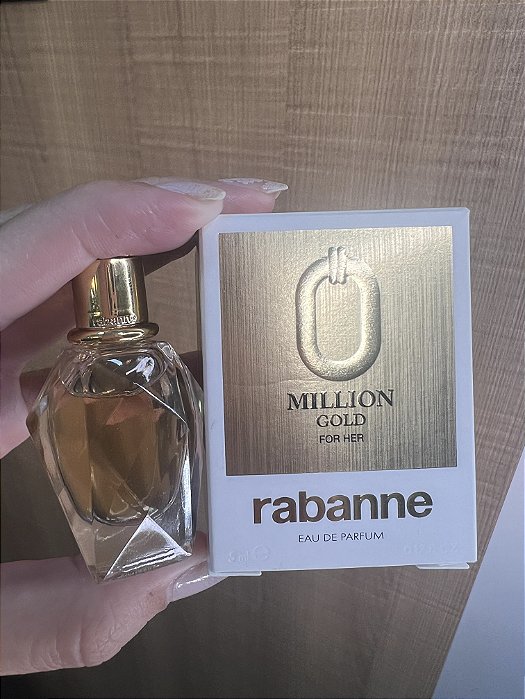 MILLION
GOLD
FOR HER
rabanne
EAU DE PARFUM